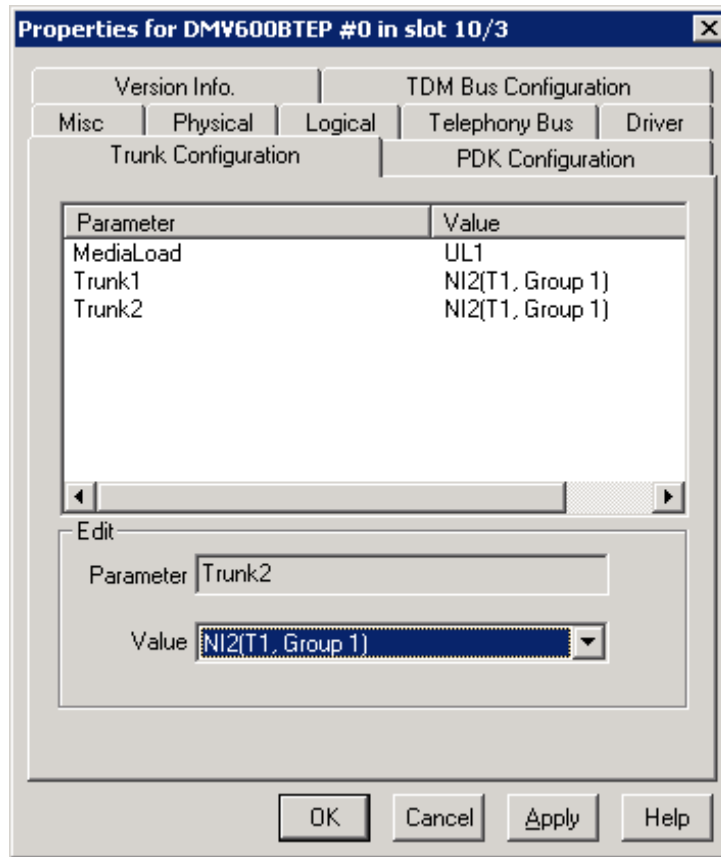 Properties for DMV600BTEP #0 in slot 10/3
Version Info. TDM Bus Configuration
Misc Physical Logical Telephony Bus Driver
Trunk Configuration PDK Configuration
Parameter Value
MediaLoad UL1
Trunk1 NI2(T1, Group 1)
Trunk2 NI2(T1, Group 1)
Edit
Parameter Trunk2
Value NI2(T1, Group 1)
OK Cancel Apply Help